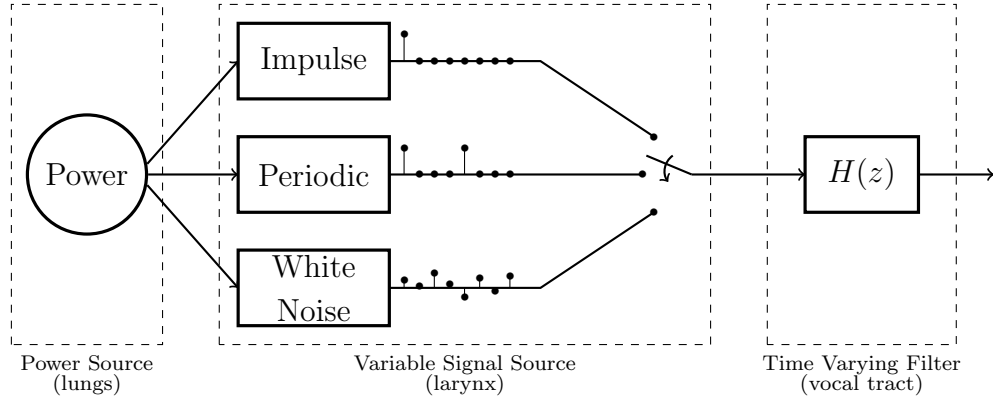 Impulse
Power
Periodic
H(z)
White
Noise
Power Source
(lungs)
Variable Signal Source
(larynx)
Time Varying Filter
(vocal tract)